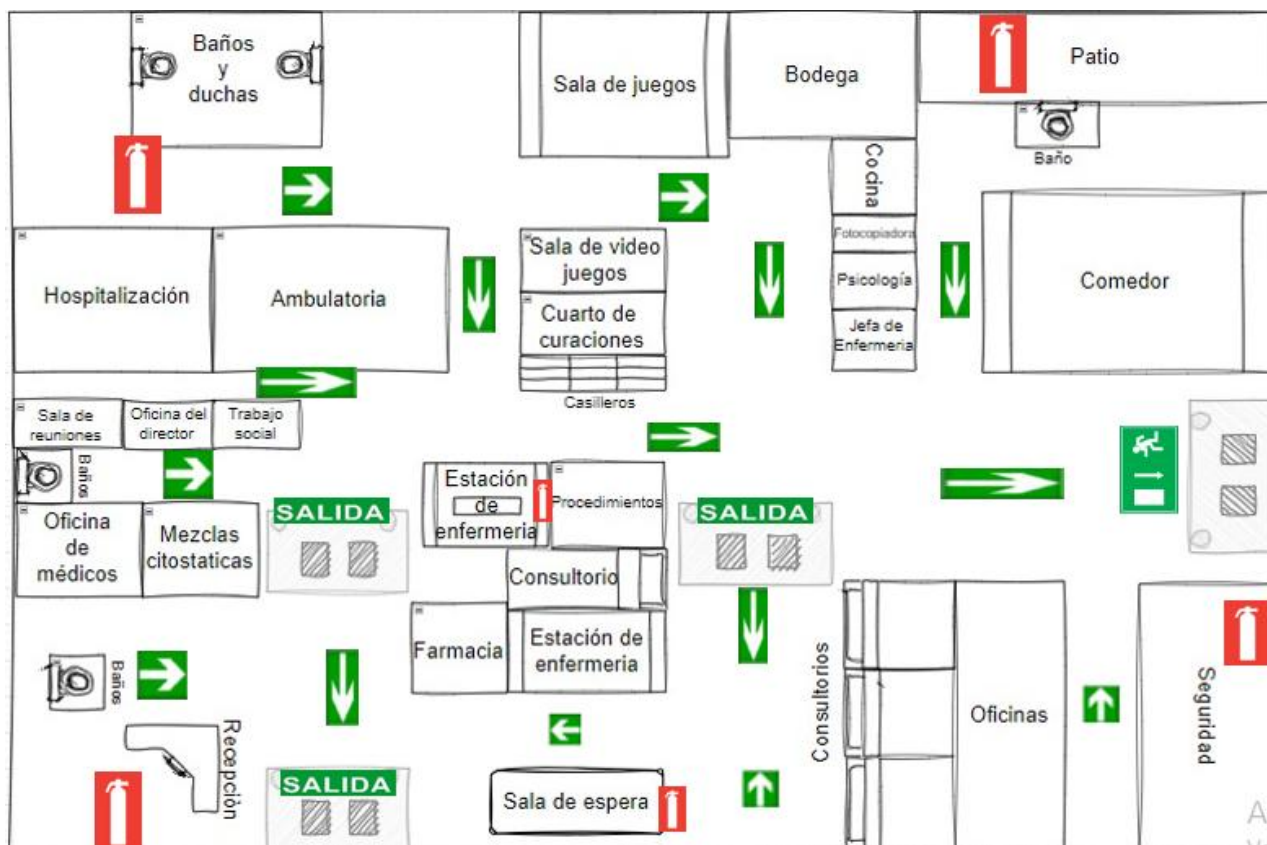 Baños
y
duchas
Sala de juegos
Bodega
Patio
Baño
Cocina
Fotocopiadora
Psicología
Jefa de
Enfermeria
Comedor
Hospitalización
Ambulatoria
Sala de video
juegos
Cuarto de
curaciones
Casilleros
Sala de
reuniones
Oficina del
director
Trabajo
social
Baños
Oficina
de
médicos
Mezclas
citostaticas
SALIDA
Estación
de
enfermeria
Procedimientos
SALIDA
Consultorio
Farmacia
Estación de
enfermeria
Baños
Recepción
SALIDA
Sala de espera
Consultorios
Oficinas
Seguridad